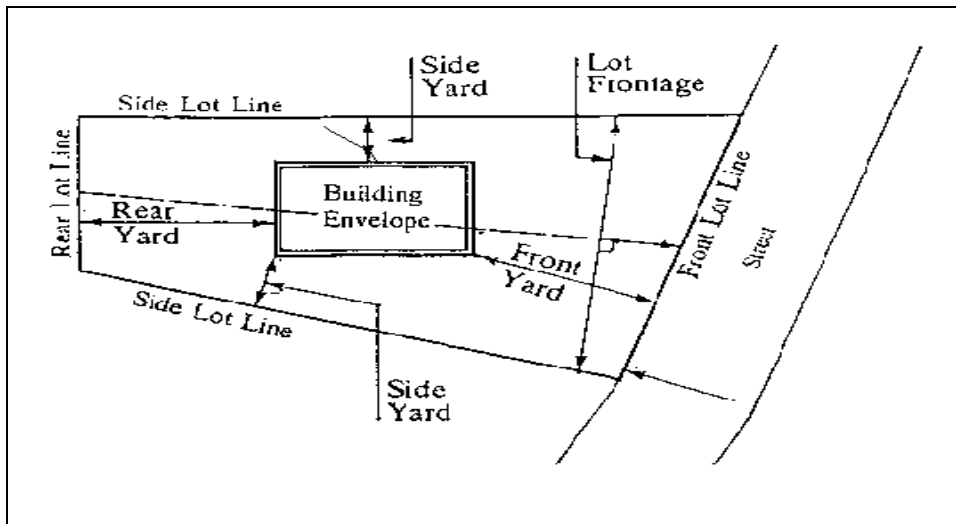 Side
Yard
Lot
Frontage
Side Lot Line
Rear Lot Line
Building
Envelope
Rear
Yard
Front
Yard
Front Lot Line
Street
Side Lot Line
Side
Yard